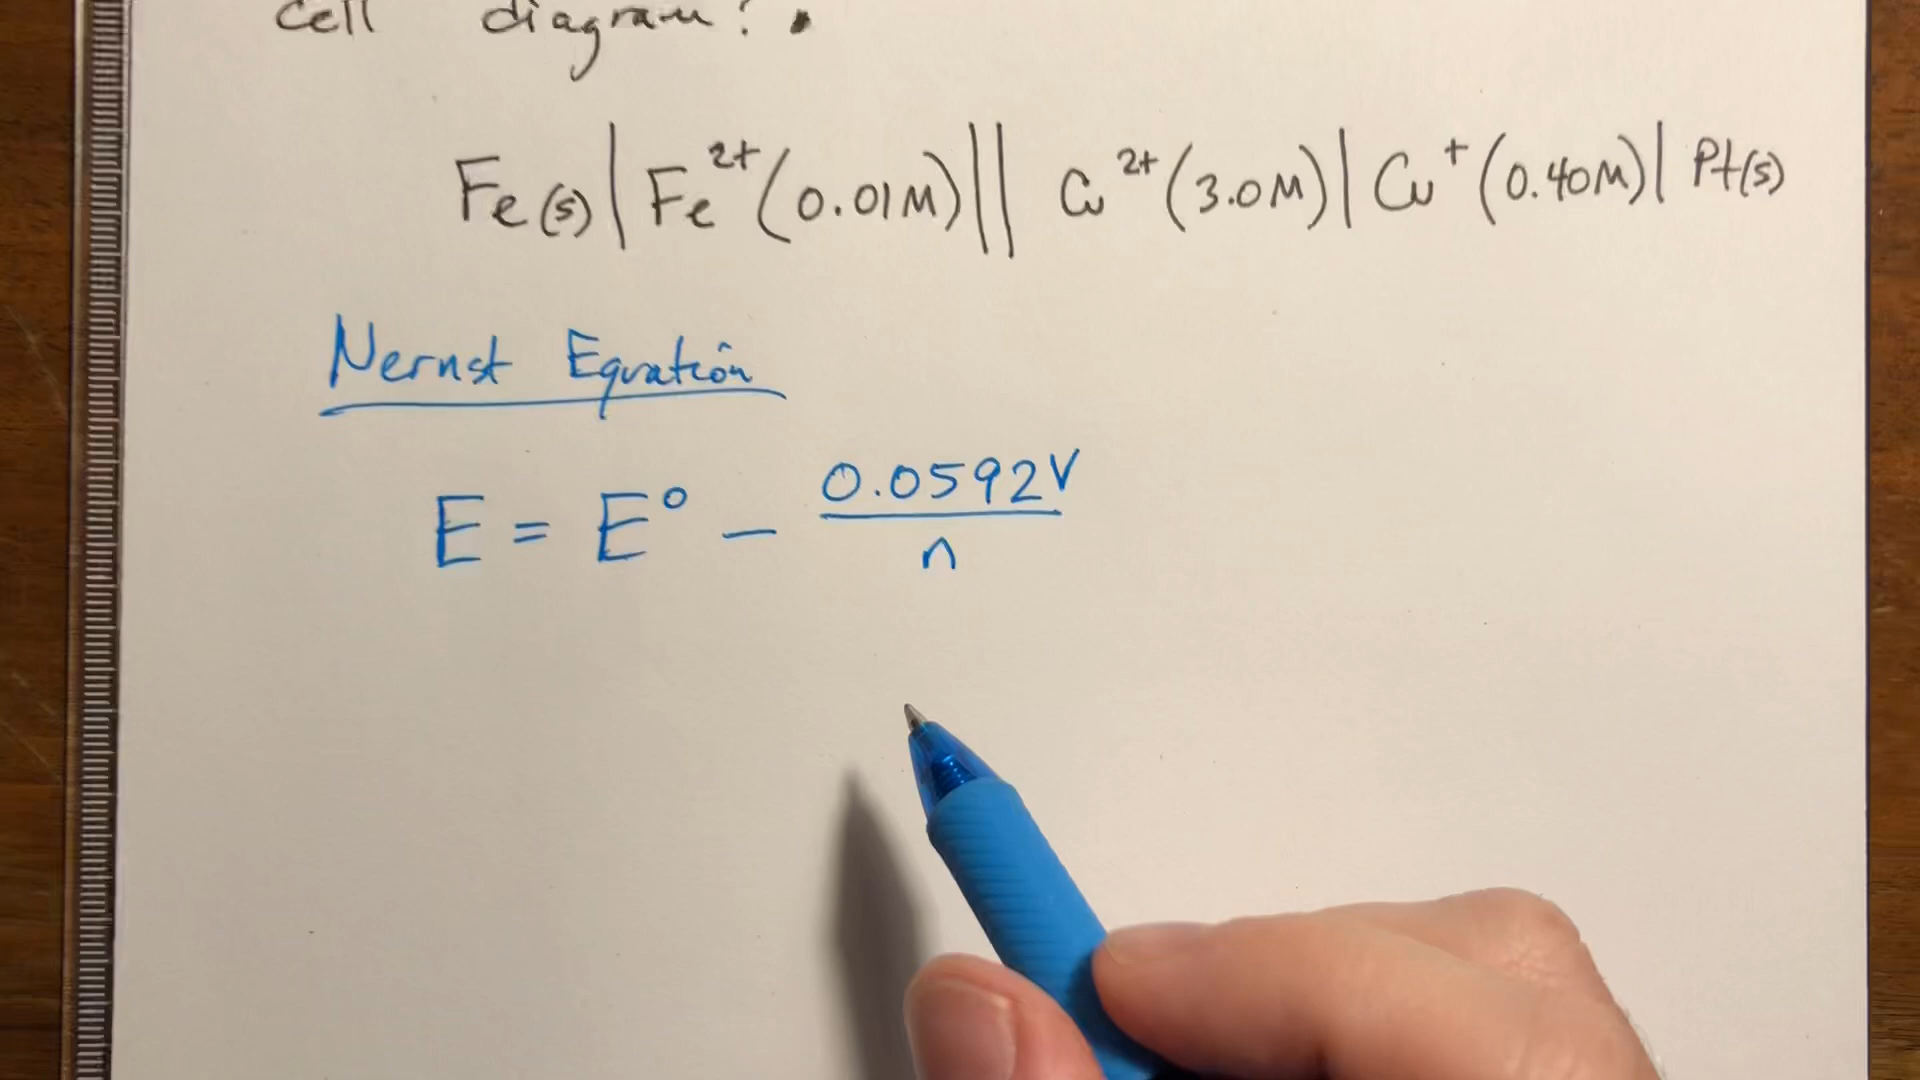 Cell diagram?.
Fe(s)|Fe²⁺(0.01M)||Cu²⁺(3.0M)|Cu⁺(0.40M)|Pt(s)
Nernst Equation
E = E° - 0.0592V
n